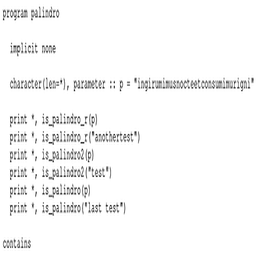 program palindro
implicit none
character(len=*), parameter :: p = "ingirumimusnocteetconsumimurigni"
print *, is_palindro_r(p)
print *, is_palindro_r("anothertest")
print *, is_palindro2(p)
print *, is_palindro2("test")
print *, is_palindro(p)
print *, is_palindro("last test")
contains